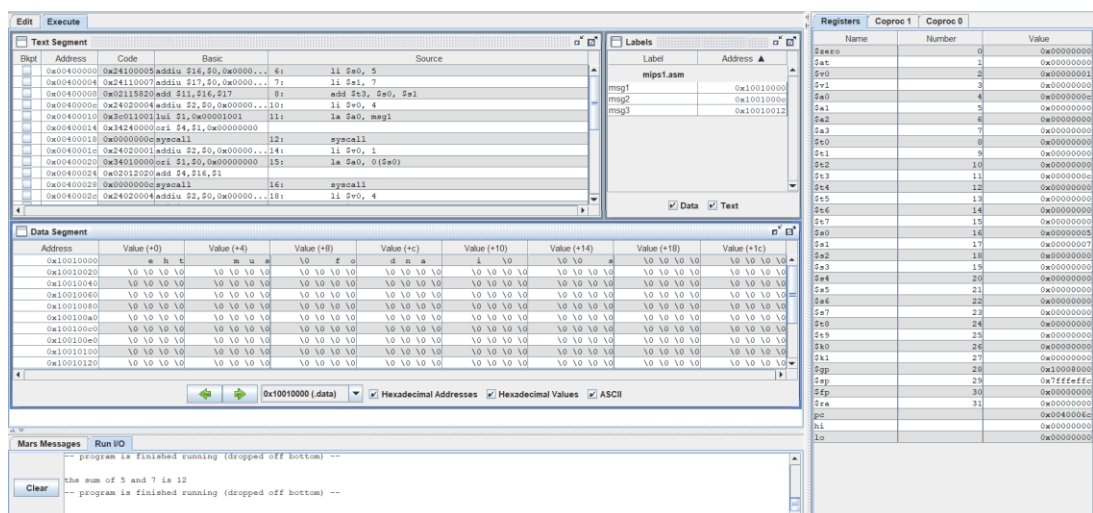 Edit Execute
Text Segment
Bkpt Address Code Basic Source
0x00400000 0x24100005 addiu $16,$0,0x0000... 6: li $s0, 5
0x00400004 0x24110007 addiu $17,$0,0x0000... 7: li $s1, 7
0x00400008 0x02115820 add $11,$16,$17 8: add $t3, $s0, $s1
0x0040000c 0x24020004 addiu $2,$0,0x00000... 10: li $v0, 4
0x00400010 0x3c011001 lui $1,0x00001001 11: la $a0, msg1
0x00400014 0x34240000 ori $4,$1,0x00000000
0x00400018 0x0000000c syscall 12: syscall
0x0040001c 0x24020001 addiu $2,$0,0x00000... 14: li $v0, 1
0x00400020 0x34010000 ori $1,$0,0x00000000 15: la $a0, 0($s0)
0x00400024 0x02012020 add $4,$16,$1
0x00400028 0x0000000c syscall 16: syscall
0x0040002c 0x24020004 addiu $2,$0,0x00000... 18: li $v0, 4
Labels
Label Address ▲
mips1.asm
msg1 0x10010000
msg2 0x1001000c
msg3 0x10010012
Data Text
Data Segment
Address Value (+0) Value (+4) Value (+8) Value (+c) Value (+10) Value (+14) Value (+18) Value (+1c)
0x10010000 e h t m u s \0 f o d n a i \0 \0 \0 s \0 \0 \0 \0 \0 \0 \0 \0
0x10010020 \0 \0 \0 \0 \0 \0 \0 \0 \0 \0 \0 \0 \0 \0 \0 \0 \0 \0 \0 \0 \0 \0 \0 \0 \0 \0 \0 \0 \0 \0 \0 \0
0x10010040 \0 \0 \0 \0 \0 \0 \0 \0 \0 \0 \0 \0 \0 \0 \0 \0 \0 \0 \0 \0 \0 \0 \0 \0 \0 \0 \0 \0 \0 \0 \0 \0
0x10010060 \0 \0 \0 \0 \0 \0 \0 \0 \0 \0 \0 \0 \0 \0 \0 \0 \0 \0 \0 \0 \0 \0 \0 \0 \0 \0 \0 \0 \0 \0 \0 \0
0x10010080 \0 \0 \0 \0 \0 \0 \0 \0 \0 \0 \0 \0 \0 \0 \0 \0 \0 \0 \0 \0 \0 \0 \0 \0 \0 \0 \0 \0 \0 \0 \0 \0
0x100100a0 \0 \0 \0 \0 \0 \0 \0 \0 \0 \0 \0 \0 \0 \0 \0 \0 \0 \0 \0 \0 \0 \0 \0 \0 \0 \0 \0 \0 \0 \0 \0 \0
0x100100c0 \0 \0 \0 \0 \0 \0 \0 \0 \0 \0 \0 \0 \0 \0 \0 \0 \0 \0 \0 \0 \0 \0 \0 \0 \0 \0 \0 \0 \0 \0 \0 \0
0x100100e0 \0 \0 \0 \0 \0 \0 \0 \0 \0 \0 \0 \0 \0 \0 \0 \0 \0 \0 \0 \0 \0 \0 \0 \0 \0 \0 \0 \0 \0 \0 \0 \0
0x10010100 \0 \0 \0 \0 \0 \0 \0 \0 \0 \0 \0 \0 \0 \0 \0 \0 \0 \0 \0 \0 \0 \0 \0 \0 \0 \0 \0 \0 \0 \0 \0 \0
0x10010120 \0 \0 \0 \0 \0 \0 \0 \0 \0 \0 \0 \0 \0 \0 \0 \0 \0 \0 \0 \0 \0 \0 \0 \0 \0 \0 \0 \0 \0 \0 \0 \0
0x10010000 (.data) Hexadecimal Addresses Hexadecimal Values ASCII
Mars Messages Run I/O
-- program is finished running (dropped off bottom) --
the sum of 5 and 7 is 12
-- program is finished running (dropped off bottom) --
Clear
Registers Coproc 1 Coproc 0
Name Number Value
$zero 0 0x00000000
$at 1 0x00000000
$v0 2 0x00000001
$v1 3 0x00000000
$a0 4 0x0000000c
$a1 5 0x00000000
$a2 6 0x00000000
$a3 7 0x00000000
$t0 8 0x00000000
$t1 9 0x00000000
$t2 10 0x00000000
$t3 11 0x0000000c
$t4 12 0x00000000
$t5 13 0x00000000
$t6 14 0x00000000
$t7 15 0x00000000
$s0 16 0x00000005
$s1 17 0x00000007
$s2 18 0x00000000
$s3 19 0x00000000
$s4 20 0x00000000
$s5 21 0x00000000
$s6 22 0x00000000
$s7 23 0x00000000
$t8 24 0x00000000
$t9 25 0x00000000
$k0 26 0x00000000
$k1 27 0x00000000
$gp 28 0x10008000
$sp 29 0x7fffeffc
$fp 30 0x00000000
$ra 31 0x00000000
pc 0x0040006c
hi 0x00000000
lo 0x00000000